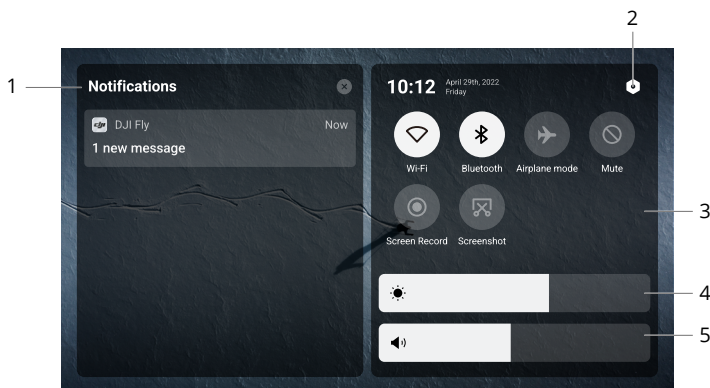 2
1
Notifications
10:12
April 29th, 2022
Friday
dji
DJI Fly
Now
1 new message
Wi-Fi
Bluetooth
Airplane mode
Mute
3
Screen Record
Screenshot
4
5